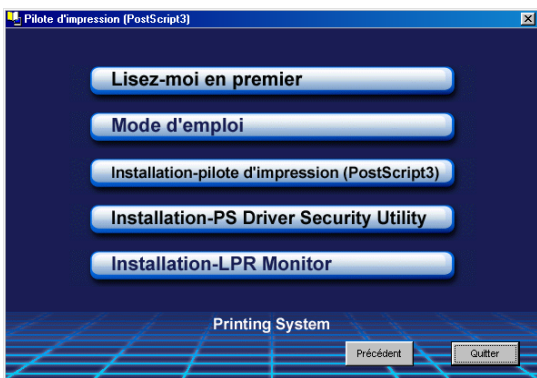 Pilote d'impression (PostScript3)
Lisez-moi en premier
Mode d'emploi
Installation-pilote d'impression (PostScript3)
Installation-PS Driver Security Utility
Installation-LPR Monitor
Printing System
Précédent
Quitter